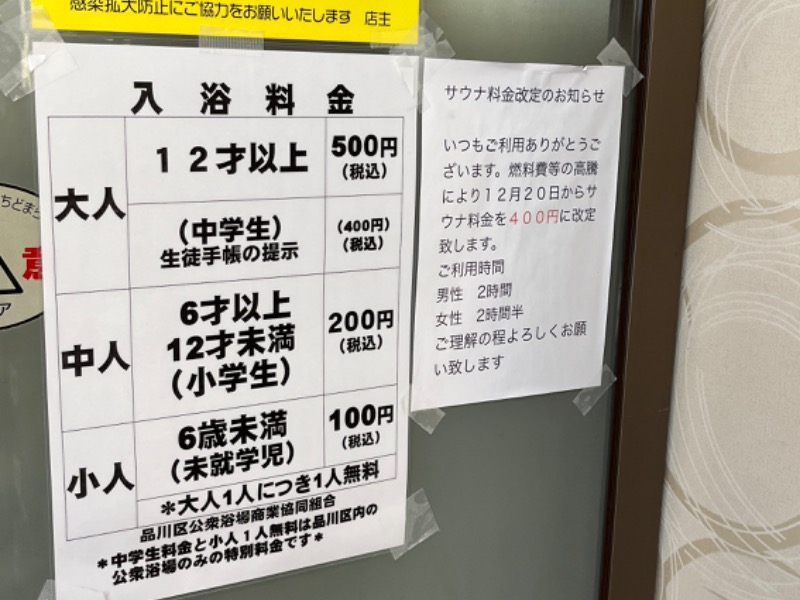 感染拡大防止にご協力をお願いいたします 店主
入浴料金
大人
12才以上
500円
(税込)
(中学生)
生徒手帳の提示
(400円)
(税込)
中人
6才以上
12才未満
(小学生)
200円
(税込)
小人
6歳未満
(未就学児)
100円
(税込)
*大人1人につき1人無料
品川区公衆浴場商業協同組合
*中学生料金と小人1人無料は品川区内の
公衆浴場のみの特別料金です*
サウナ料金改定のお知らせ
いつもご利用ありがとうご
ざいます。燃料費等の高騰
により12月20日からサ
ウナ料金を400円に改定
致します。
ご利用時間
男性 2時間
女性 2時間半
ご理解の程よろしくお願
い致します